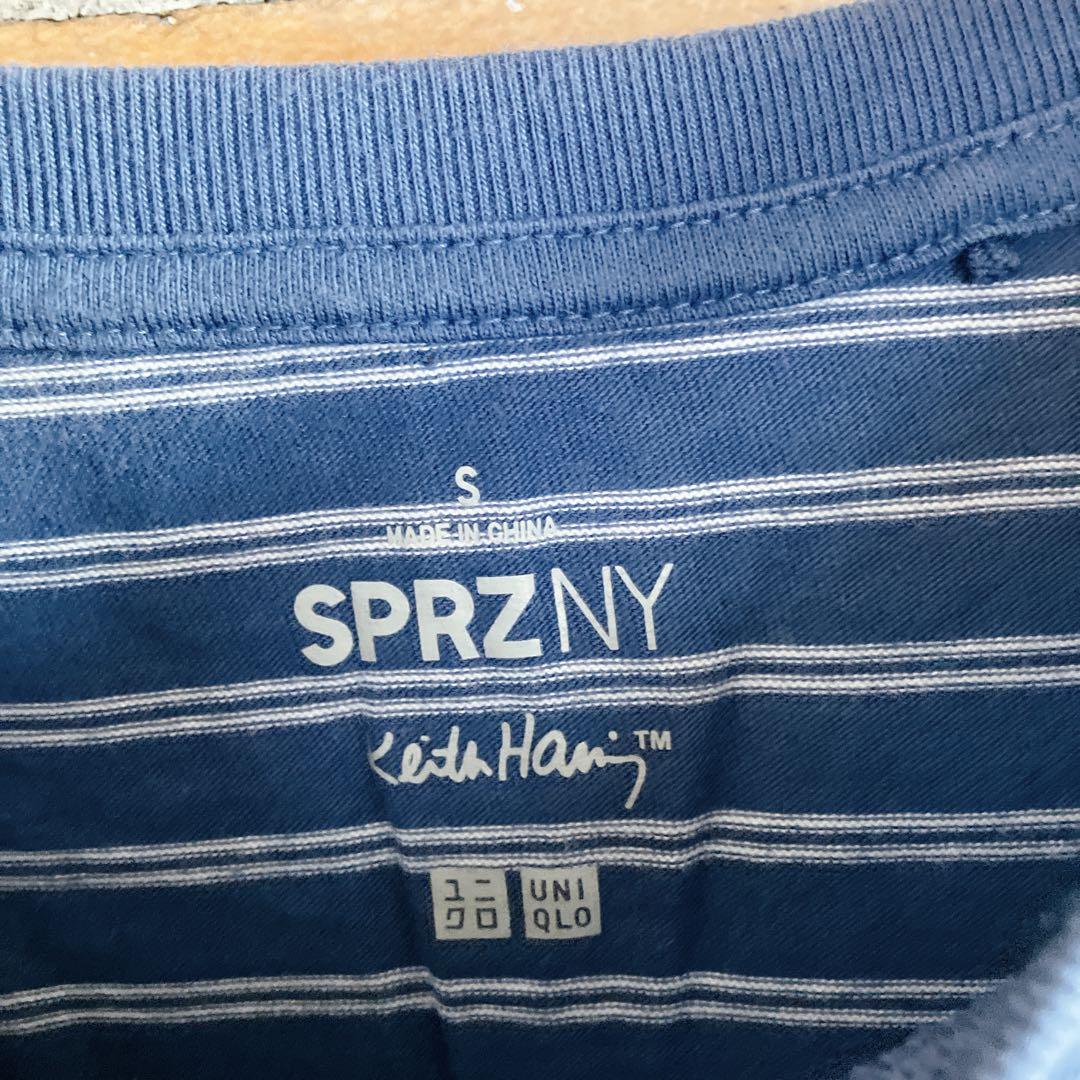 S
MADE IN CHINA
SPRZ NY
Keith Haring™
ユニ
クロ
UNI
QLO